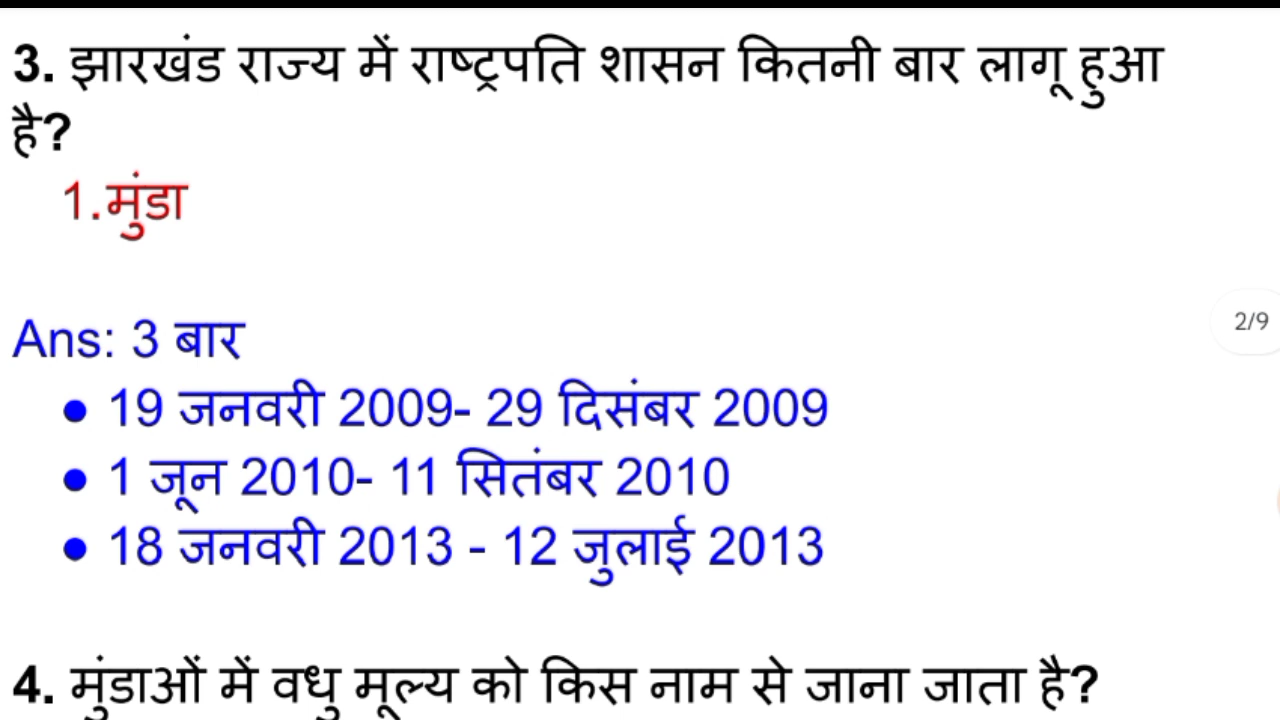 3. झारखंड राज्य में राष्ट्रपति शासन कितनी बार लागू हुआ
है?
1.मुंडा
Ans: 3 बार
2/9
● 19 जनवरी 2009- 29 दिसंबर 2009
● 1 जून 2010- 11 सितंबर 2010
● 18 जनवरी 2013 - 12 जुलाई 2013
4. मुंडाओं में वधु मूल्य को किस नाम से जाना जाता है?